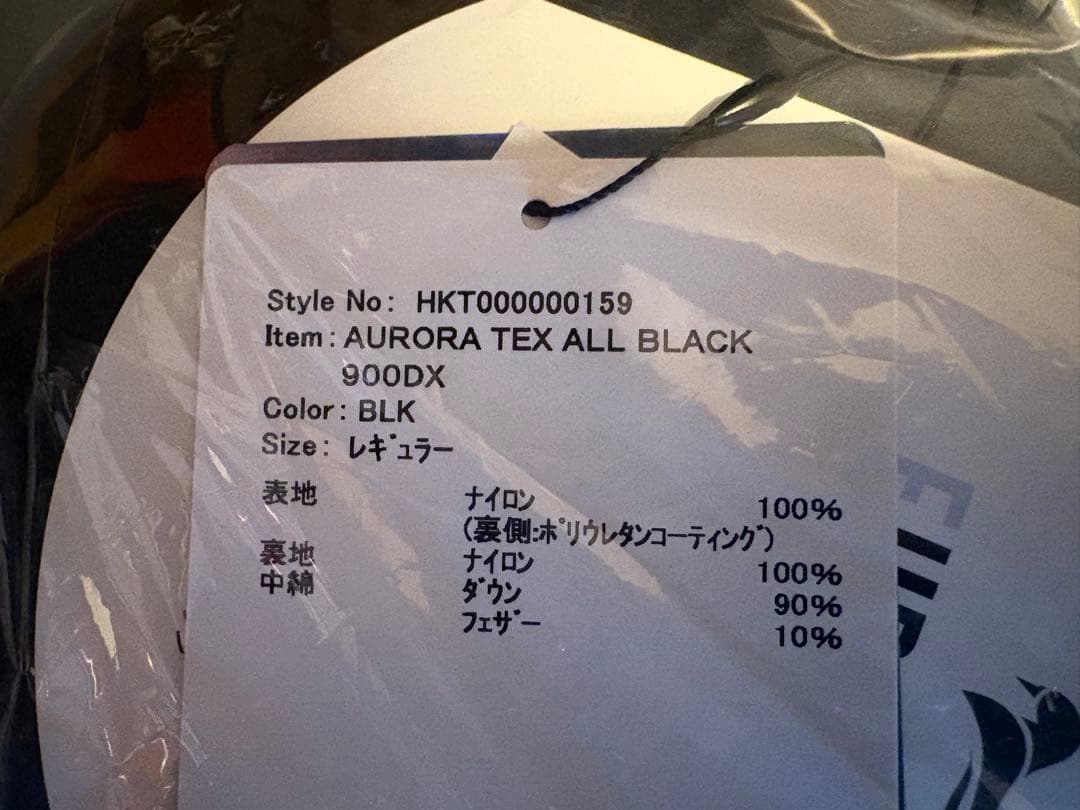 Style No: HKT000000159
Item: AURORA TEX ALL BLACK
900DX
Color: BLK
Size: ﾚｷﾞｭﾗｰ
表地 ﾅｲﾛﾝ 100%
(裏側:ﾎﾟﾘｳﾚﾀﾝｺｰﾃｨﾝｸﾞ)
裏地 ﾅｲﾛﾝ 100%
中綿 ﾀﾞｳﾝ 90%
ﾌｪｻﾞｰ 10%